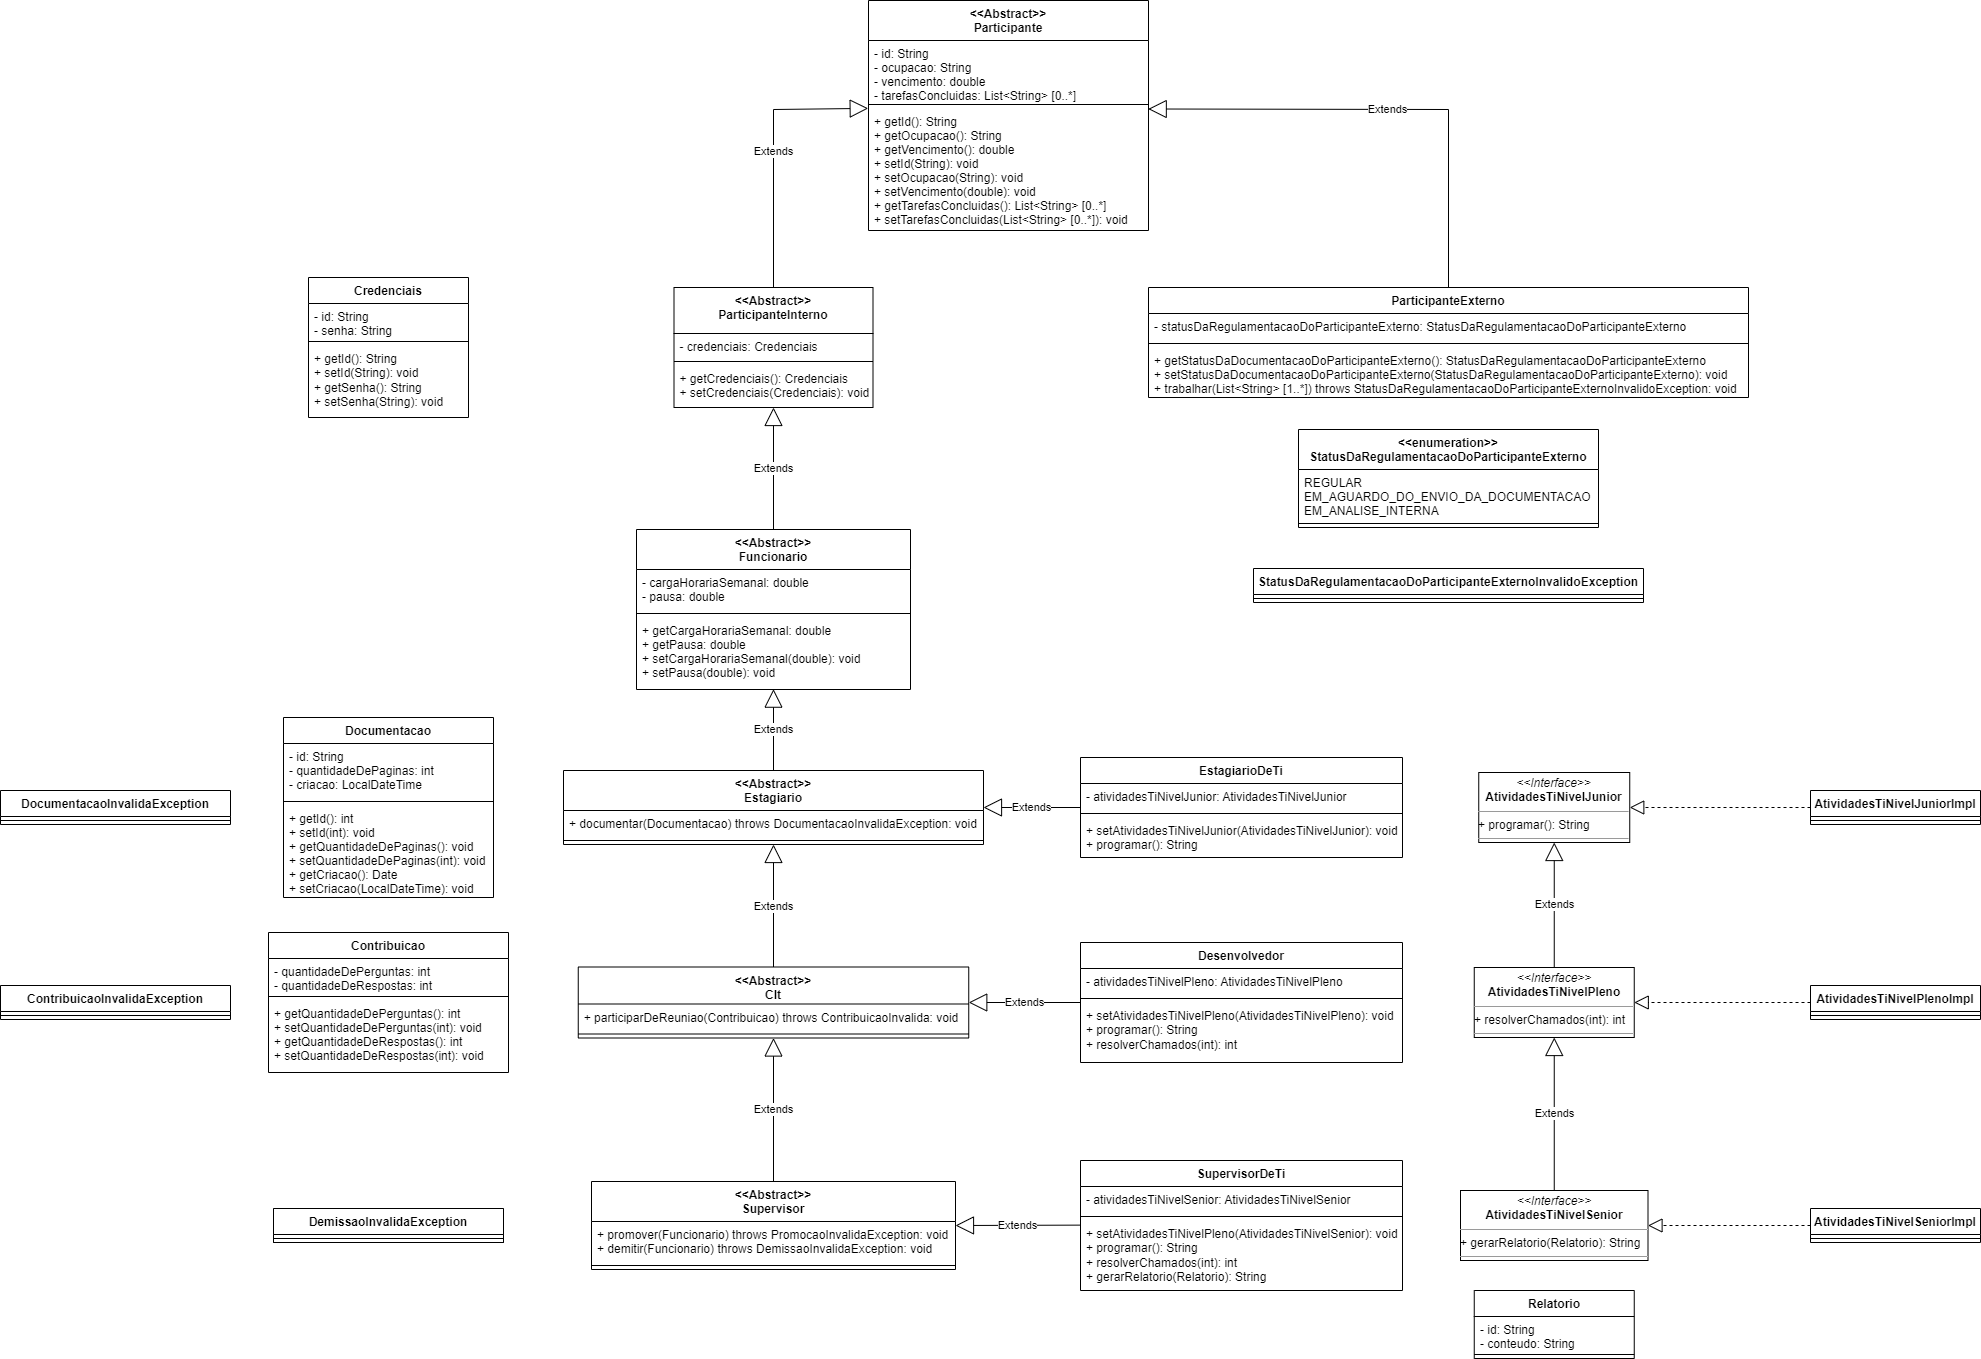 <<Abstract>>
Participante
- id: String
- ocupacao: String
- vencimento: double
- tarefasConcluidas: List<String> [0..*]
+ getId(): String
+ getOcupacao(): String
+ getVencimento(): double
+ setId(String): void
+ setOcupacao(String): void
+ setVencimento(double): void
+ getTarefasConcluidas(): List<String> [0..*]
+ setTarefasConcluidas(List<String> [0..*]): void
Extends
Extends
Credenciais
- id: String
- senha: String
+ getId(): String
+ setId(String): void
+ getSenha(): String
+ setSenha(String): void
<<Abstract>>
ParticipanteInterno
- credenciais: Credenciais
+ getCredenciais(): Credenciais
+ setCredenciais(Credenciais): void
ParticipanteExterno
- statusDaRegulamentacaoDoParticipanteExterno: StatusDaRegulamentacaoDoParticipanteExterno
+ getStatusDaDocumentacaoDoParticipanteExterno(): StatusDaRegulamentacaoDoParticipanteExterno
+ setStatusDaDocumentacaoDoParticipanteExterno(StatusDaRegulamentacaoDoParticipanteExterno): void
+ trabalhar(List<String> [1..*]) throws StatusDaRegulamentacaoDoParticipanteExternoInvalidoException: void
<<enumeration>>
StatusDaRegulamentacaoDoParticipanteExterno
REGULAR
EM_AGUARDO_DO_ENVIO_DA_DOCUMENTACAO
EM_ANALISE_INTERNA
Extends
StatusDaRegulamentacaoDoParticipanteExternoInvalidoException
<<Abstract>>
Funcionario
- cargaHorariaSemanal: double
- pausa: double
+ getCargaHorariaSemanal: double
+ getPausa: double
+ setCargaHorariaSemanal(double): void
+ setPausa(double): void
Extends
DocumentacaoInvalidaException
Documentacao
- id: String
- quantidadeDePaginas: int
- criacao: LocalDateTime
+ getId(): int
+ setId(int): void
+ getQuantidadeDePaginas(): void
+ setQuantidadeDePaginas(int): void
+ getCriacao(): Date
+ setCriacao(LocalDateTime): void
<<Abstract>>
Estagiario
+ documentar(Documentacao) throws DocumentacaoInvalidaException: void
Extends
EstagiarioDeTi
- atividadesTiNivelJunior: AtividadesTiNivelJunior
+ setAtividadesTiNivelJunior(AtividadesTiNivelJunior): void
+ programar(): String
<<Interface>>
AtividadesTiNivelJunior
+ programar(): String
AtividadesTiNivelJuniorImpl
Extends
Extends
ContribuicaoInvalidaException
Contribuicao
- quantidadeDePerguntas: int
- quantidadeDeRespostas: int
+ getQuantidadeDePerguntas(): int
+ setQuantidadeDePerguntas(int): void
+ getQuantidadeDeRespostas(): int
+ setQuantidadeDeRespostas(int): void
<<Abstract>>
Clt
+ participarDeReuniao(Contribuicao) throws ContribuicaoInvalida: void
Extends
Desenvolvedor
- atividadesTiNivelPleno: AtividadesTiNivelPleno
+ setAtividadesTiNivelPleno(AtividadesTiNivelPleno): void
+ programar(): String
+ resolverChamados(int): int
<<Interface>>
AtividadesTiNivelPleno
+ resolverChamados(int): int
AtividadesTiNivelPlenoImpl
Extends
Extends
DemissaoInvalidaException
<<Abstract>>
Supervisor
+ promover(Funcionario) throws PromocaoInvalidaException: void
+ demitir(Funcionario) throws DemissaoInvalidaException: void
Extends
SupervisorDeTi
- atividadesTiNivelSenior: AtividadesTiNivelSenior
+ setAtividadesTiNivelPleno(AtividadesTiNivelSenior): void
+ programar(): String
+ resolverChamados(int): int
+ gerarRelatorio(Relatorio): String
<<Interface>>
AtividadesTiNivelSenior
+ gerarRelatorio(Relatorio): String
AtividadesTiNivelSeniorImpl
Relatorio
- id: String
- conteudo: String